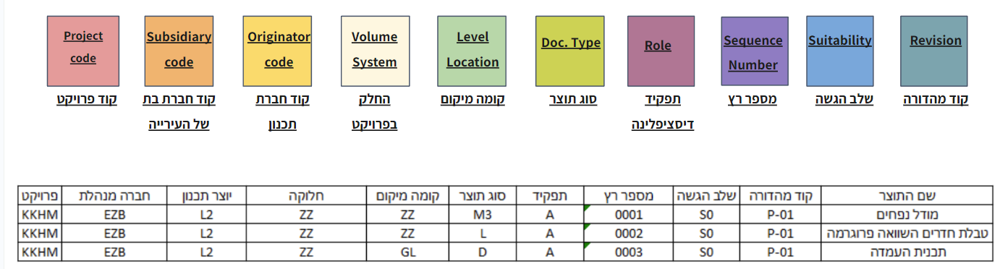 Project code
Subsidiary code
Originator code
Volume System
Level Location
Doc. Type
Role
Sequence Number
Suitability
Revision
קוד פרויקט
קוד חברת בת של העירייה
קוד חברת תכנון
החלק בפרויקט
קומה מיקום
סוג תוצר
תפקיד דיסציפלינה
מספר רץ
שלב הגשה
קוד מהדורה
פרויקט חברה מנהלת יוצר תכנון חלוקה קומה מיקום סוג תוצר תפקיד מספר רץ שלב הגשה קוד מהדורה שם התוצר
KKHM EZB L2 ZZ ZZ M3 A 0001 S0 P-01 מודל נפחים
KKHM EZB L2 ZZ ZZ L A 0002 S0 P-01 טבלת חדרים השוואה פרוגרמה
KKHM EZB L2 ZZ GL D A 0003 S0 P-01 תכנית העמדה